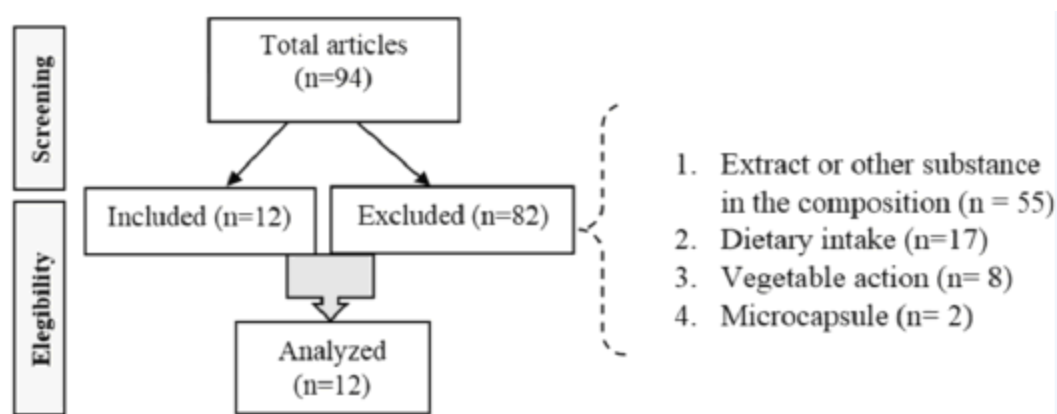 Screening
Total articles
(n=94)
Included (n=12)
Excluded (n=82)
1. Extract or other substance
in the composition (n = 55)
2. Dietary intake (n=17)
3. Vegetable action (n= 8)
4. Microcapsule (n= 2)
Elegibility
Analyzed
(n=12)